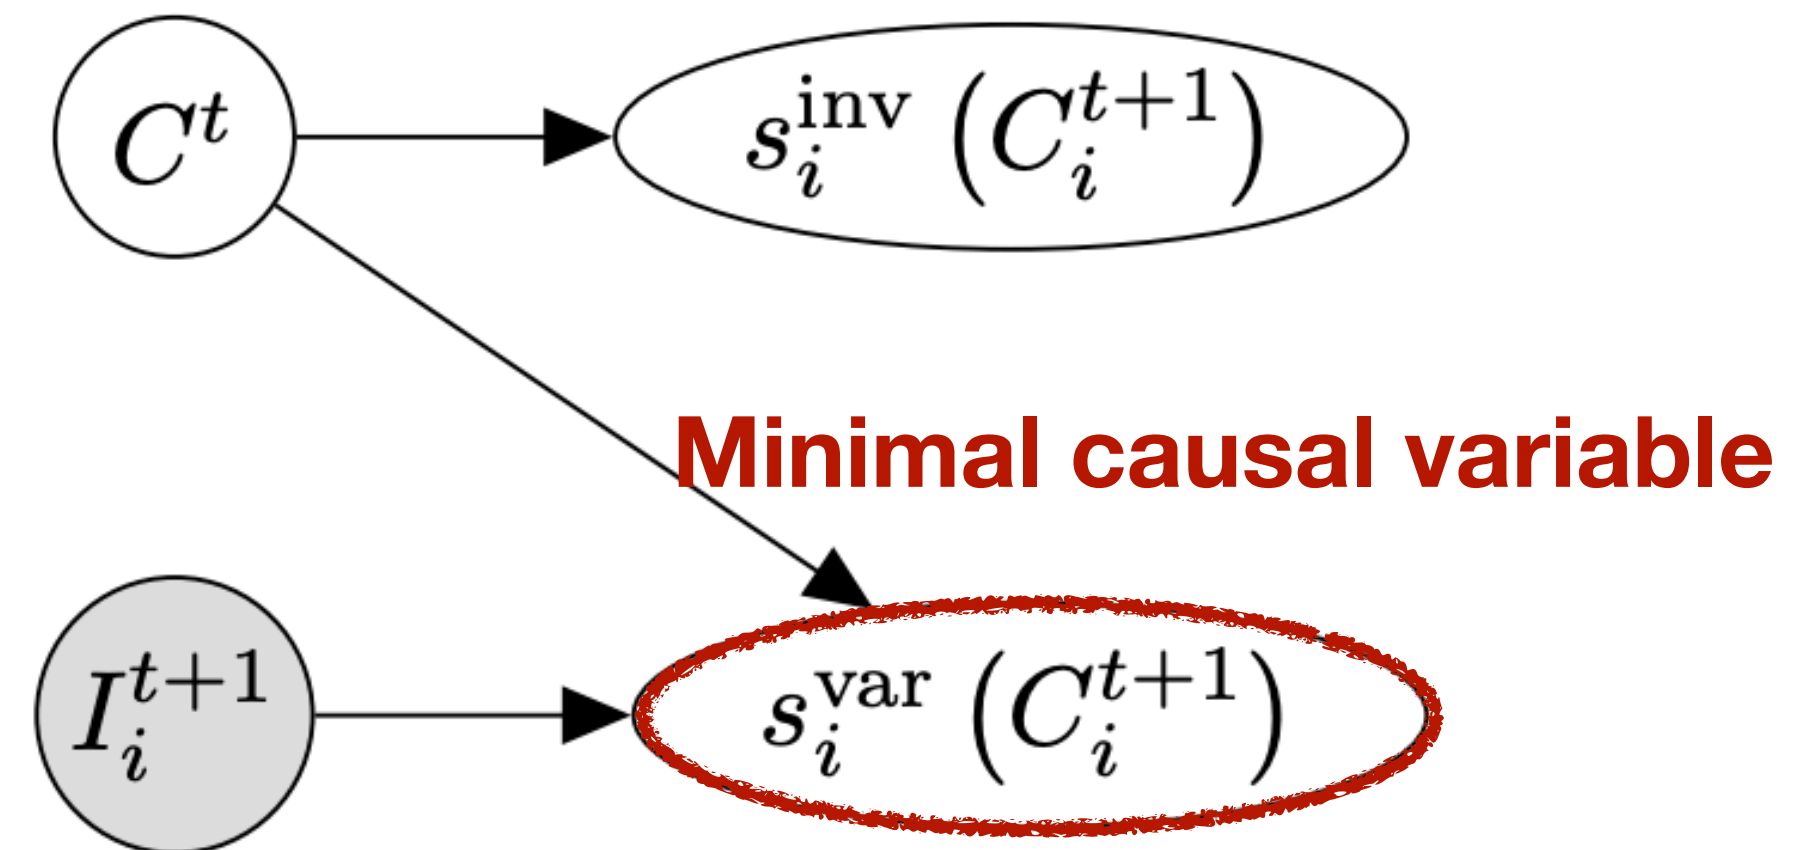 C^t
s_i^{inv} (C_i^{t+1})
Minimal causal variable
I_i^{t+1}
s_i^{var} (C_i^{t+1})